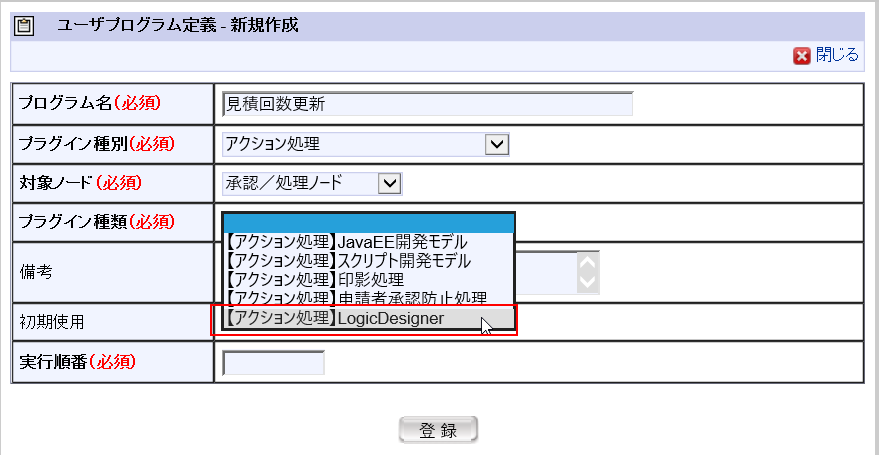 ユーザプログラム定義 - 新規作成
閉じる
プログラム名(必須) 見積回数更新
プラグイン種別(必須) アクション処理
対象ノード(必須) 承認／処理ノード
プラグイン種類(必須)
【アクション処理】JavaEE開発モデル
【アクション処理】スクリプト開発モデル
備考
【アクション処理】印影処理
【アクション処理】申請者承認防止処理
初期使用
【アクション処理】LogicDesigner
実行順番(必須)
登 録